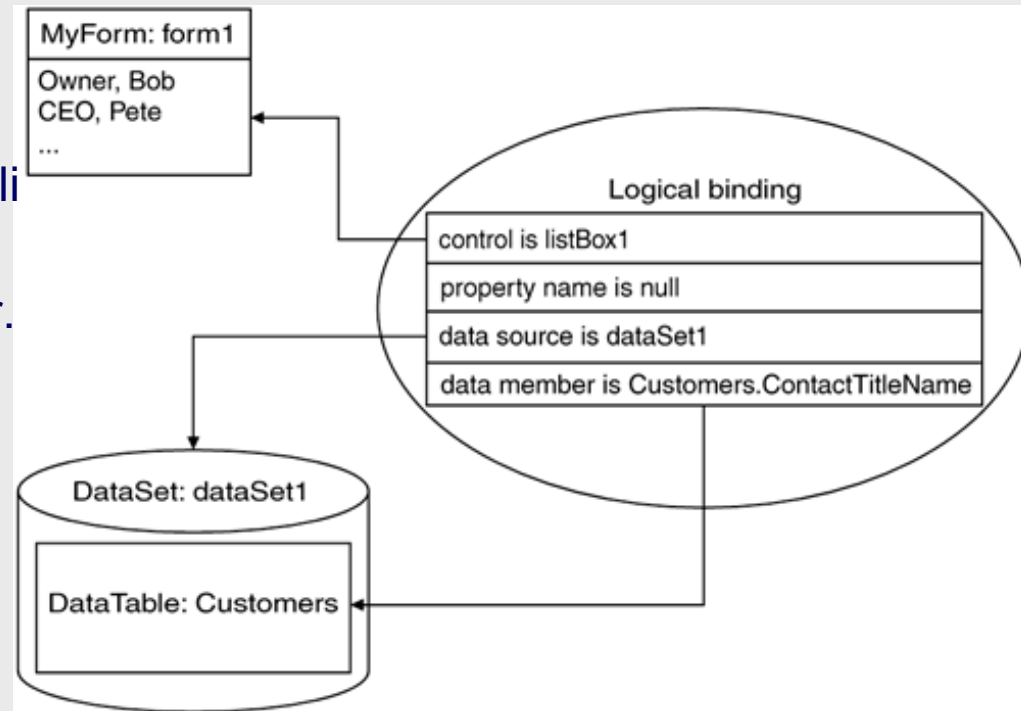 MyForm: form1
Owner, Bob
CEO, Pete
...
li
.
Logical binding
control is listBox1
property name is null
data source is dataSet1
data member is Customers.ContactTitleName
DataSet: dataSet1
DataTable: Customers